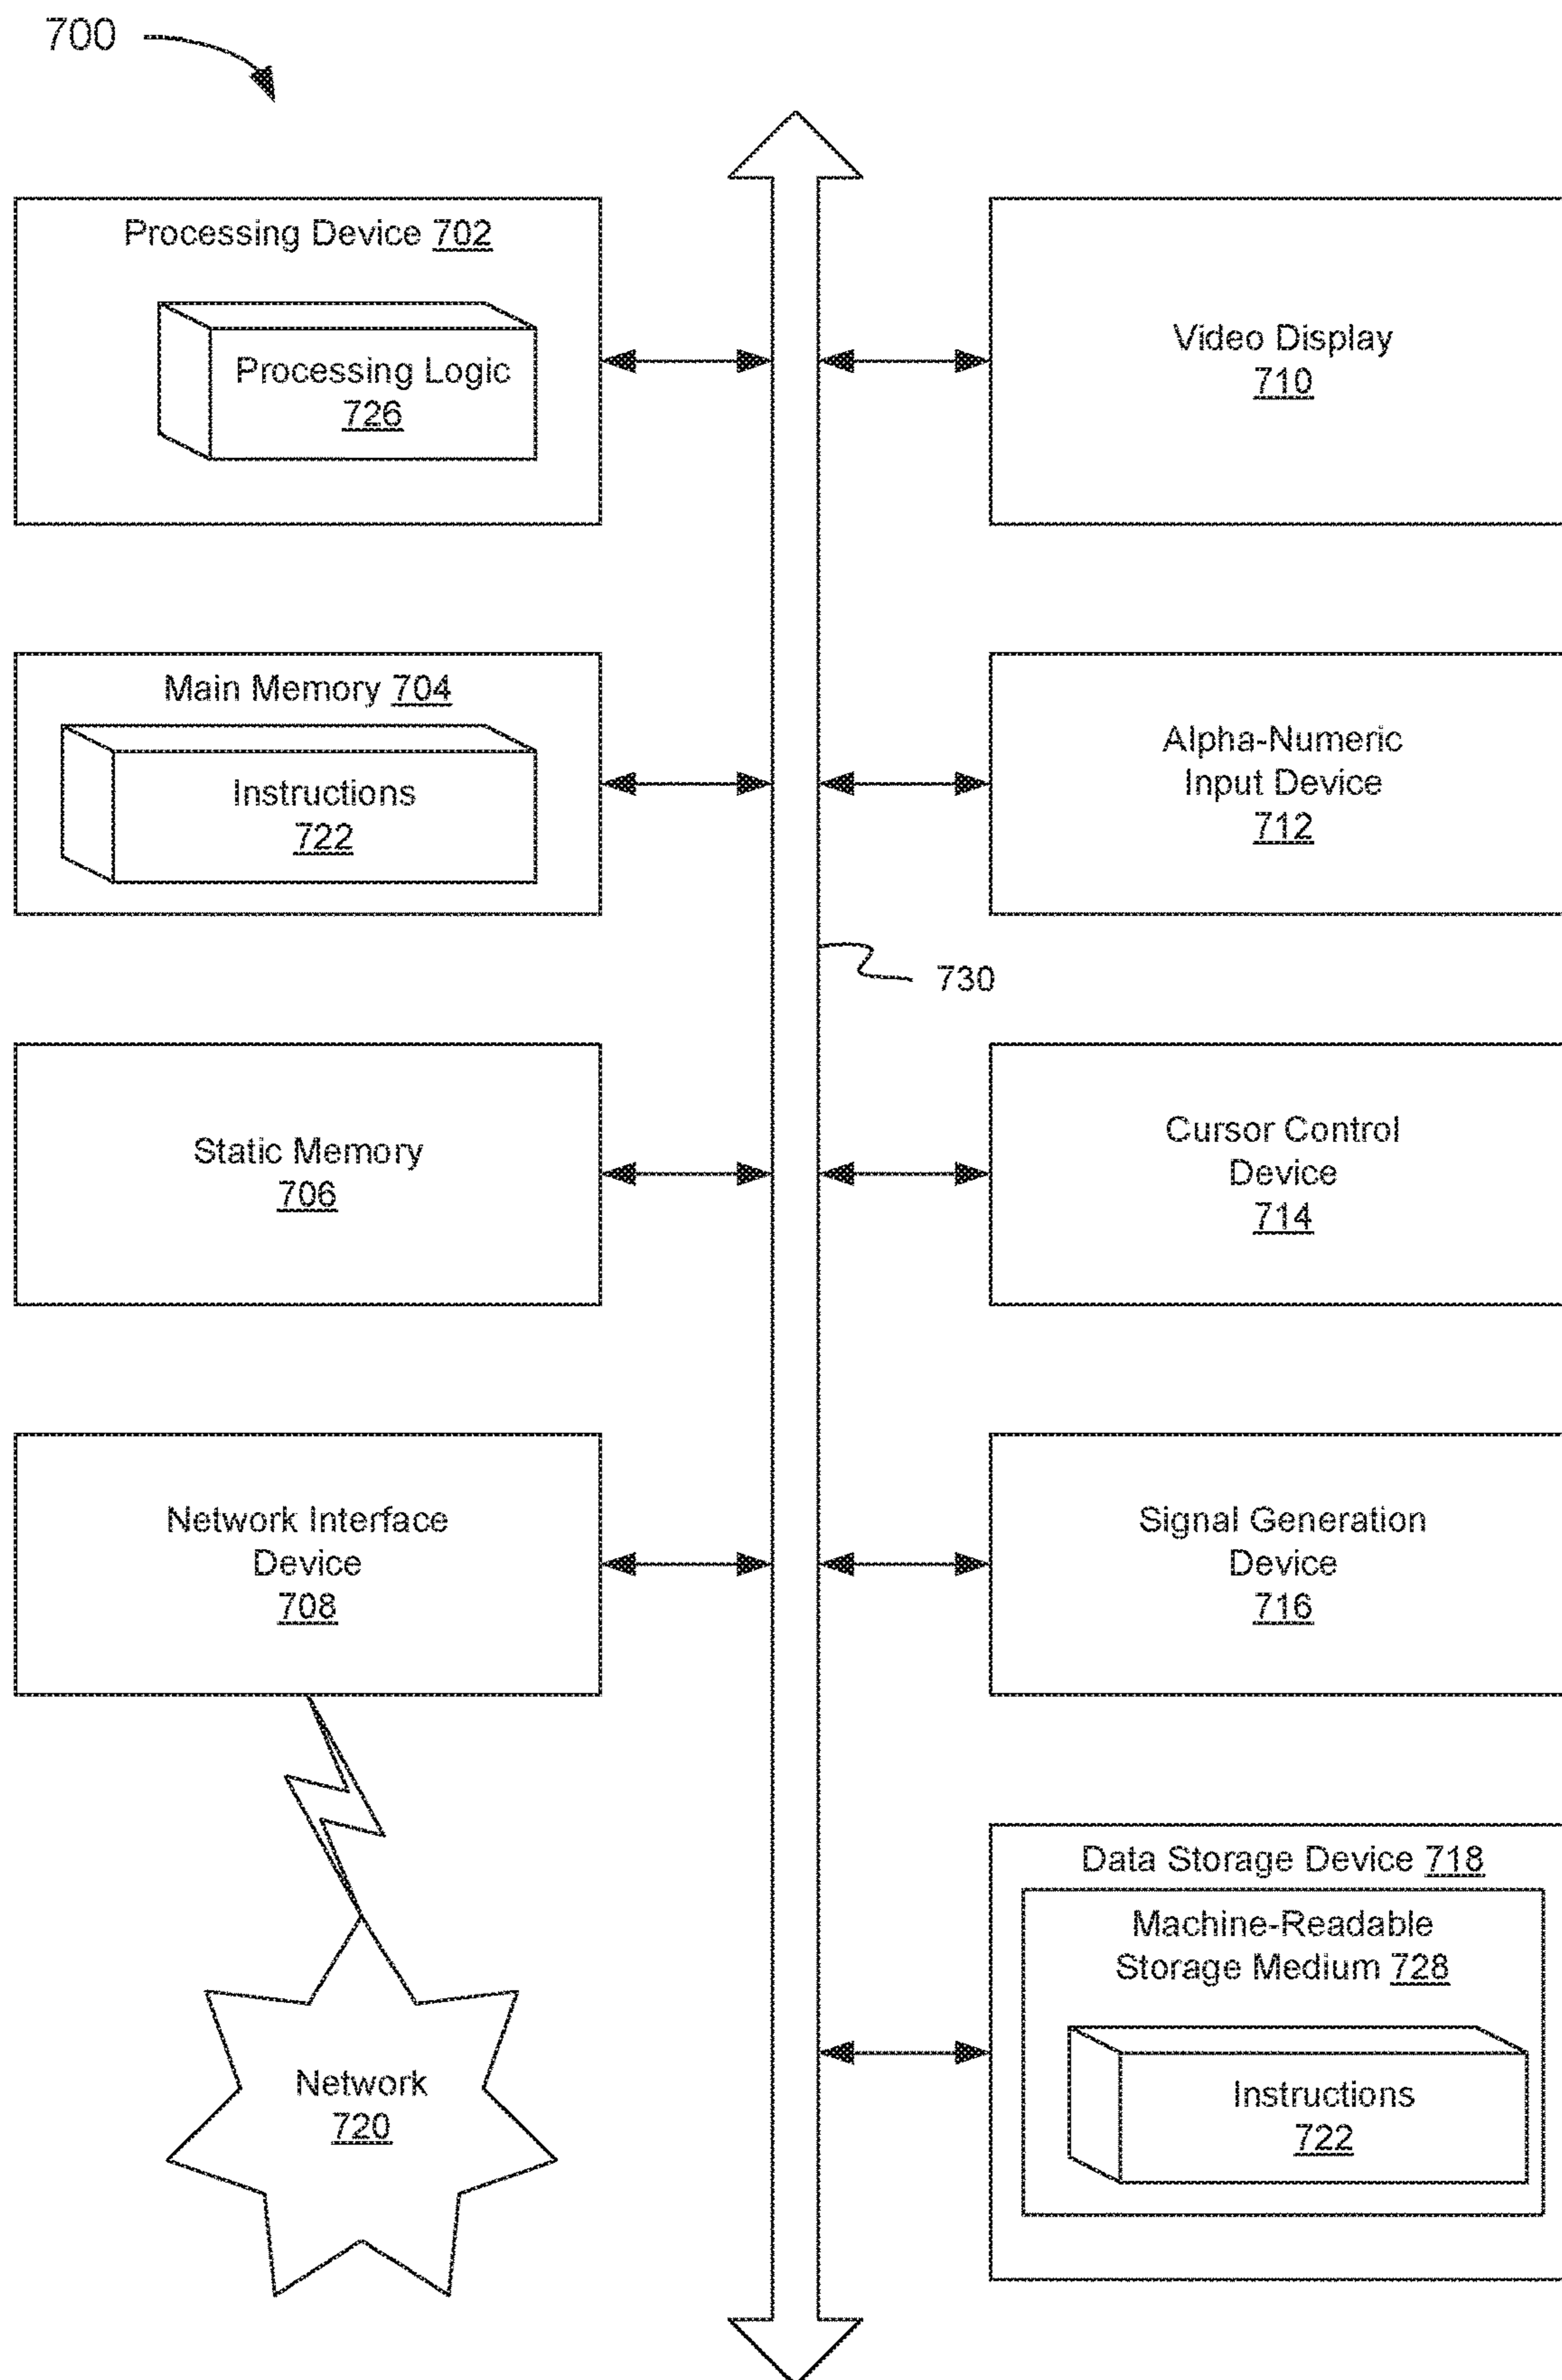 700
Processing Device 702
Processing Logic
726
Video Display
710
Main Memory 704
Instructions
722
Alpha-Numeric
Input Device
712
730
Static Memory
706
Cursor Control
Device
714
Network Interface
Device
708
Signal Generation
Device
716
Data Storage Device 718
Machine-Readable
Storage Medium 728
Instructions
722
Network
720